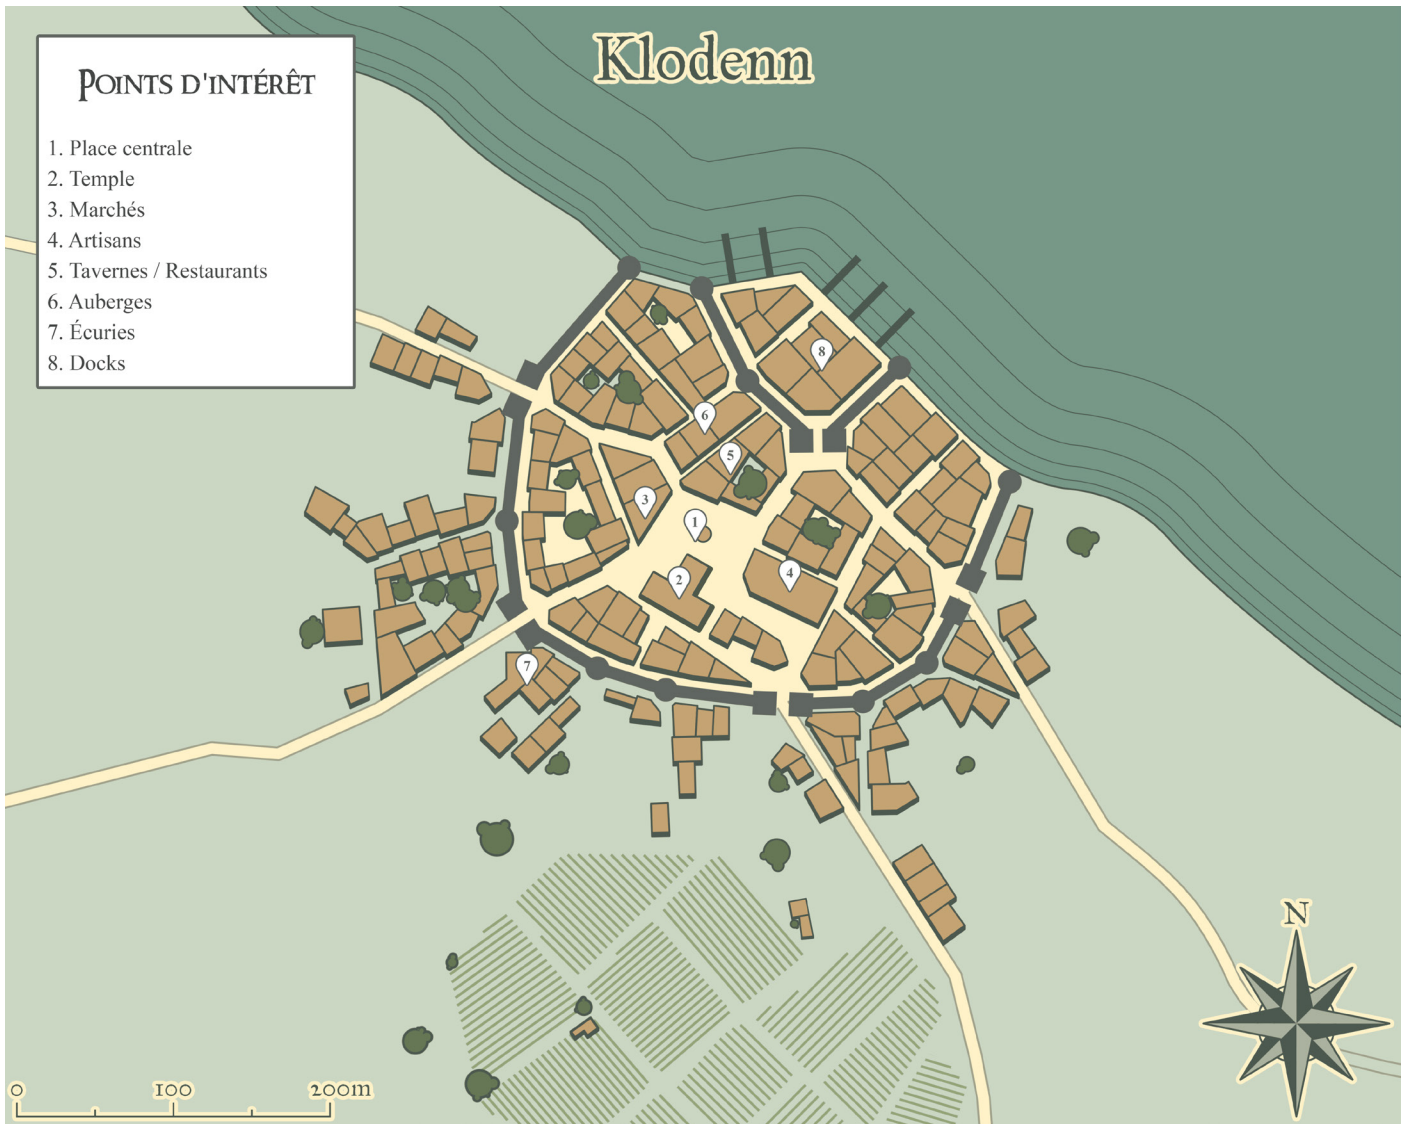 Klodenn
POINTS D'INTÉRÊT
1. Place centrale
2. Temple
3. Marchés
4. Artisans
5. Tavernes / Restaurants
6. Auberges
7. Écuries
8. Docks
8
6
5
3
1
4
2
7
N
0 100 200m